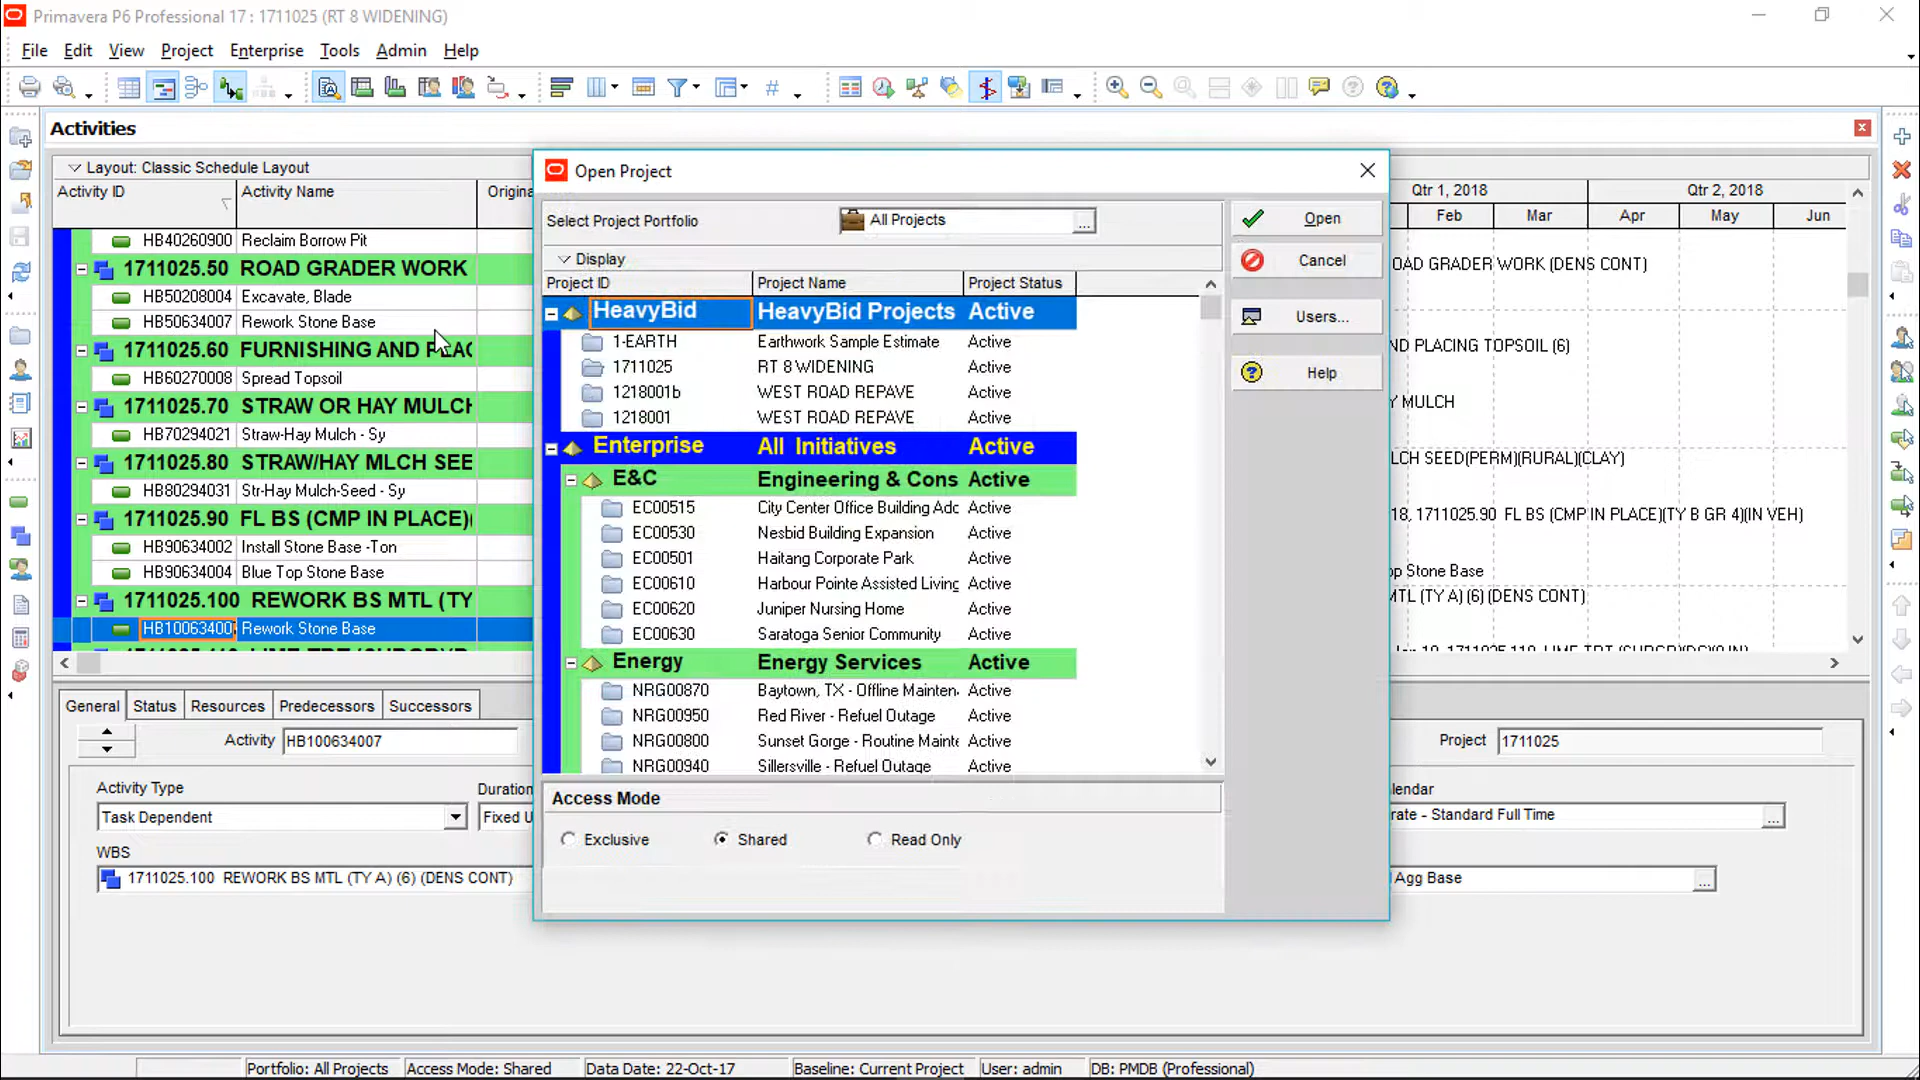 Primavera P6 Professional 17 : 1711025 (RT 8 WIDENING)
File Edit View Project Enterprise Tools Admin Help
Activities
Layout: Classic Schedule Layout
Activity ID Activity Name Origina
HB40260900 Reclaim Borrow Pit
1711025.50 ROAD GRADER WORK
HB50208004 Excavate, Blade
HB50634007 Rework Stone Base
1711025.60 FURNISHING AND PLAC
HB60270008 Spread Topsoil
1711025.70 STRAW OR HAY MULCH
HB70294021 Straw-Hay Mulch - Sy
1711025.80 STRAW/HAY MLCH SEE
HB80294031 Str-Hay Mulch-Seed - Sy
1711025.90 FL BS (CMP IN PLACE)(
HB90634002 Install Stone Base -Ton
HB90634004 Blue Top Stone Base
1711025.100 REWORK BS MTL (TY
HB100634007 Rework Stone Base
Open Project
Select Project Portfolio All Projects ...
Display
Project ID Project Name Project Status
HeavyBid HeavyBid Projects Active
1-EARTH Earthwork Sample Estimate Active
1711025 RT 8 WIDENING Active
1218001b WEST ROAD REPAVE Active
1218001 WEST ROAD REPAVE Active
Enterprise All Initiatives Active
E&C Engineering & Cons Active
EC00515 City Center Office Building Adc Active
EC00530 Nesbid Building Expansion Active
EC00501 Haitang Corporate Park Active
EC00610 Harbour Pointe Assisted Living Active
EC00620 Juniper Nursing Home Active
EC00630 Saratoga Senior Community Active
Energy Energy Services Active
NRG00870 Baytown, TX - Offline Mainten Active
NRG00950 Red River - Refuel Outage Active
NRG00800 Sunset Gorge - Routine Mainte Active
NRG00940 Sillersville - Refuel Outage Active
Access Mode
Exclusive Shared Read Only
Open
Cancel
Users...
Help
Qtr 1, 2018 Qtr 2, 2018
Feb Mar Apr May Jun
OAD GRADER WORK (DENS CONT)
ND PLACING TOPSOIL (6)
Y MULCH
LCH SEED(PERM)(RURAL)(CLAY)
18, 1711025.90 FL BS (CMP IN PLACE)(TY B GR 4)(IN VEH)
op Stone Base
MTL (TY A) (6) (DENS CONT)
General Status Resources Predecessors Successors
Activity HB100634007
Project 1711025
Activity Type
Duration
alendar
Task Dependent
Fixed U
rate - Standard Full Time ...
WBS
1711025.100 REWORK BS MTL (TY A) (6) (DENS CONT)
l Agg Base ...
Portfolio: All Projects Access Mode: Shared Data Date: 22-Oct-17 Baseline: Current Project User: admin DB: PMDB (Professional)